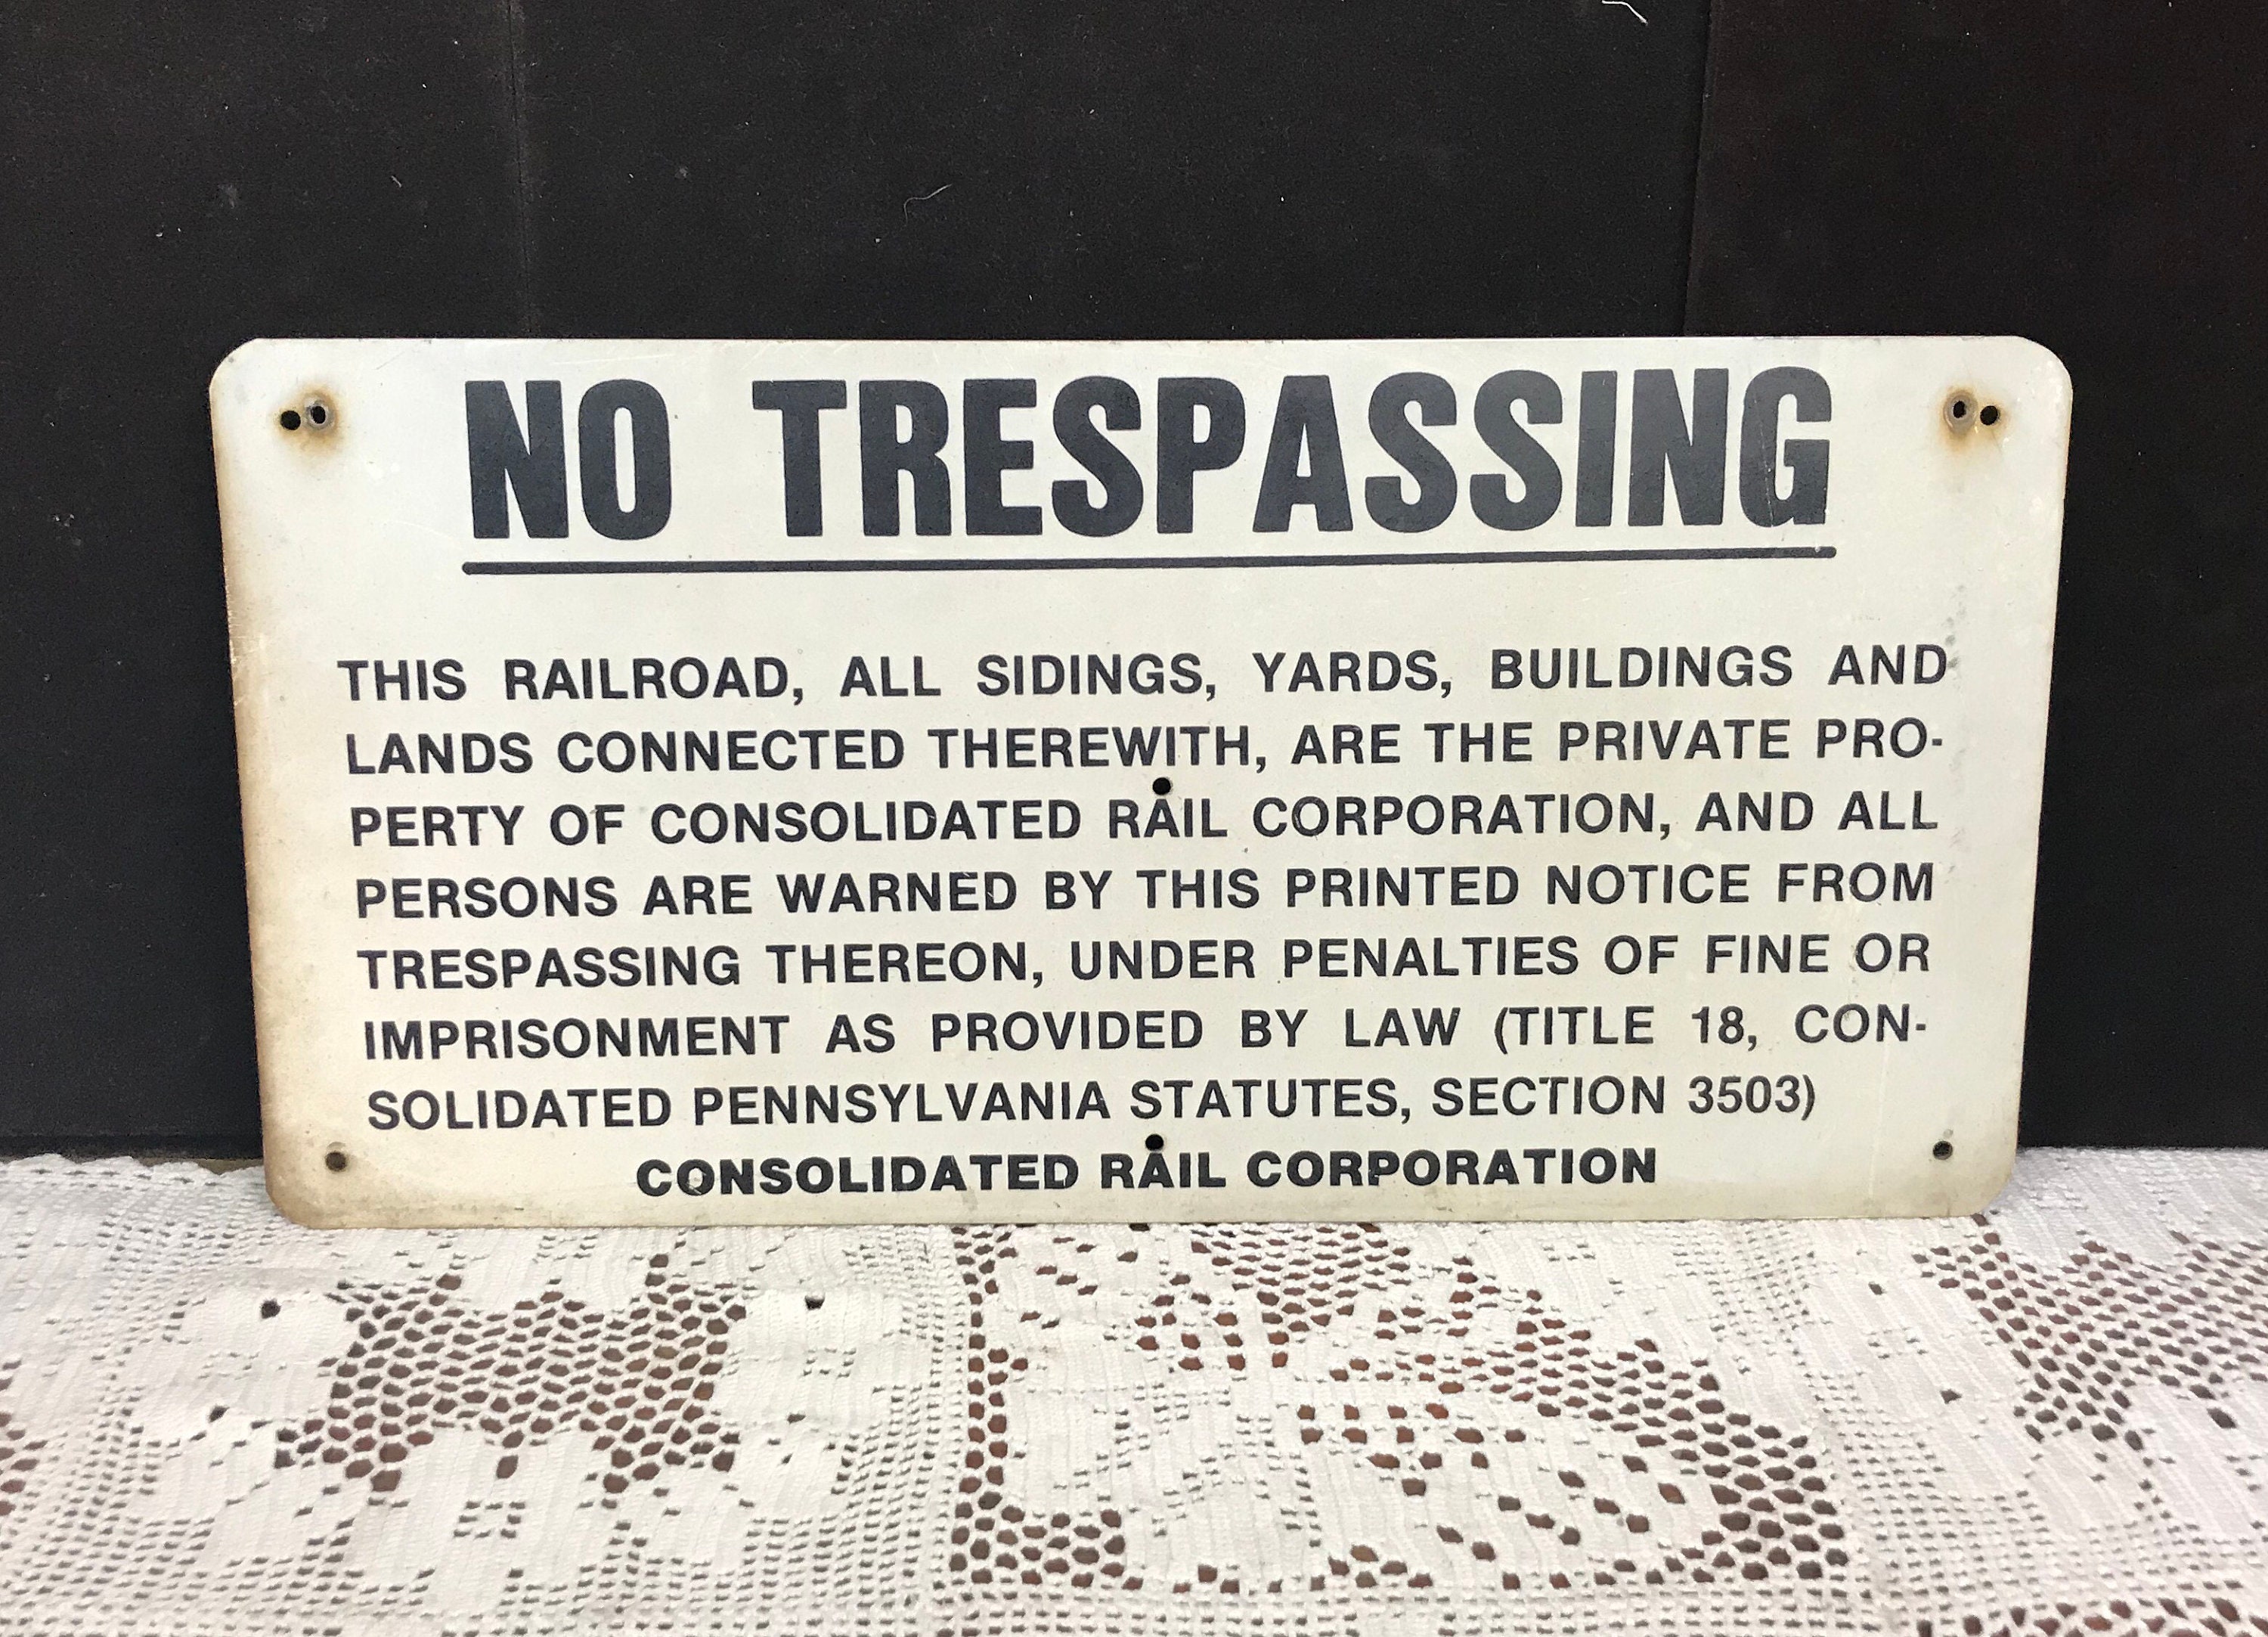 NO TRESPASSING
THIS RAILROAD, ALL SIDINGS, YARDS, BUILDINGS AND
LANDS CONNECTED THEREWITH, ARE THE PRIVATE PRO-
PERTY OF CONSOLIDATED RAIL CORPORATION, AND ALL
PERSONS ARE WARNED BY THIS PRINTED NOTICE FROM
TRESPASSING THEREON, UNDER PENALTIES OF FINE OR
IMPRISONMENT AS PROVIDED BY LAW (TITLE 18, CON-
SOLIDATED PENNSYLVANIA STATUTES, SECTION 3503)
CONSOLIDATED RAIL CORPORATION